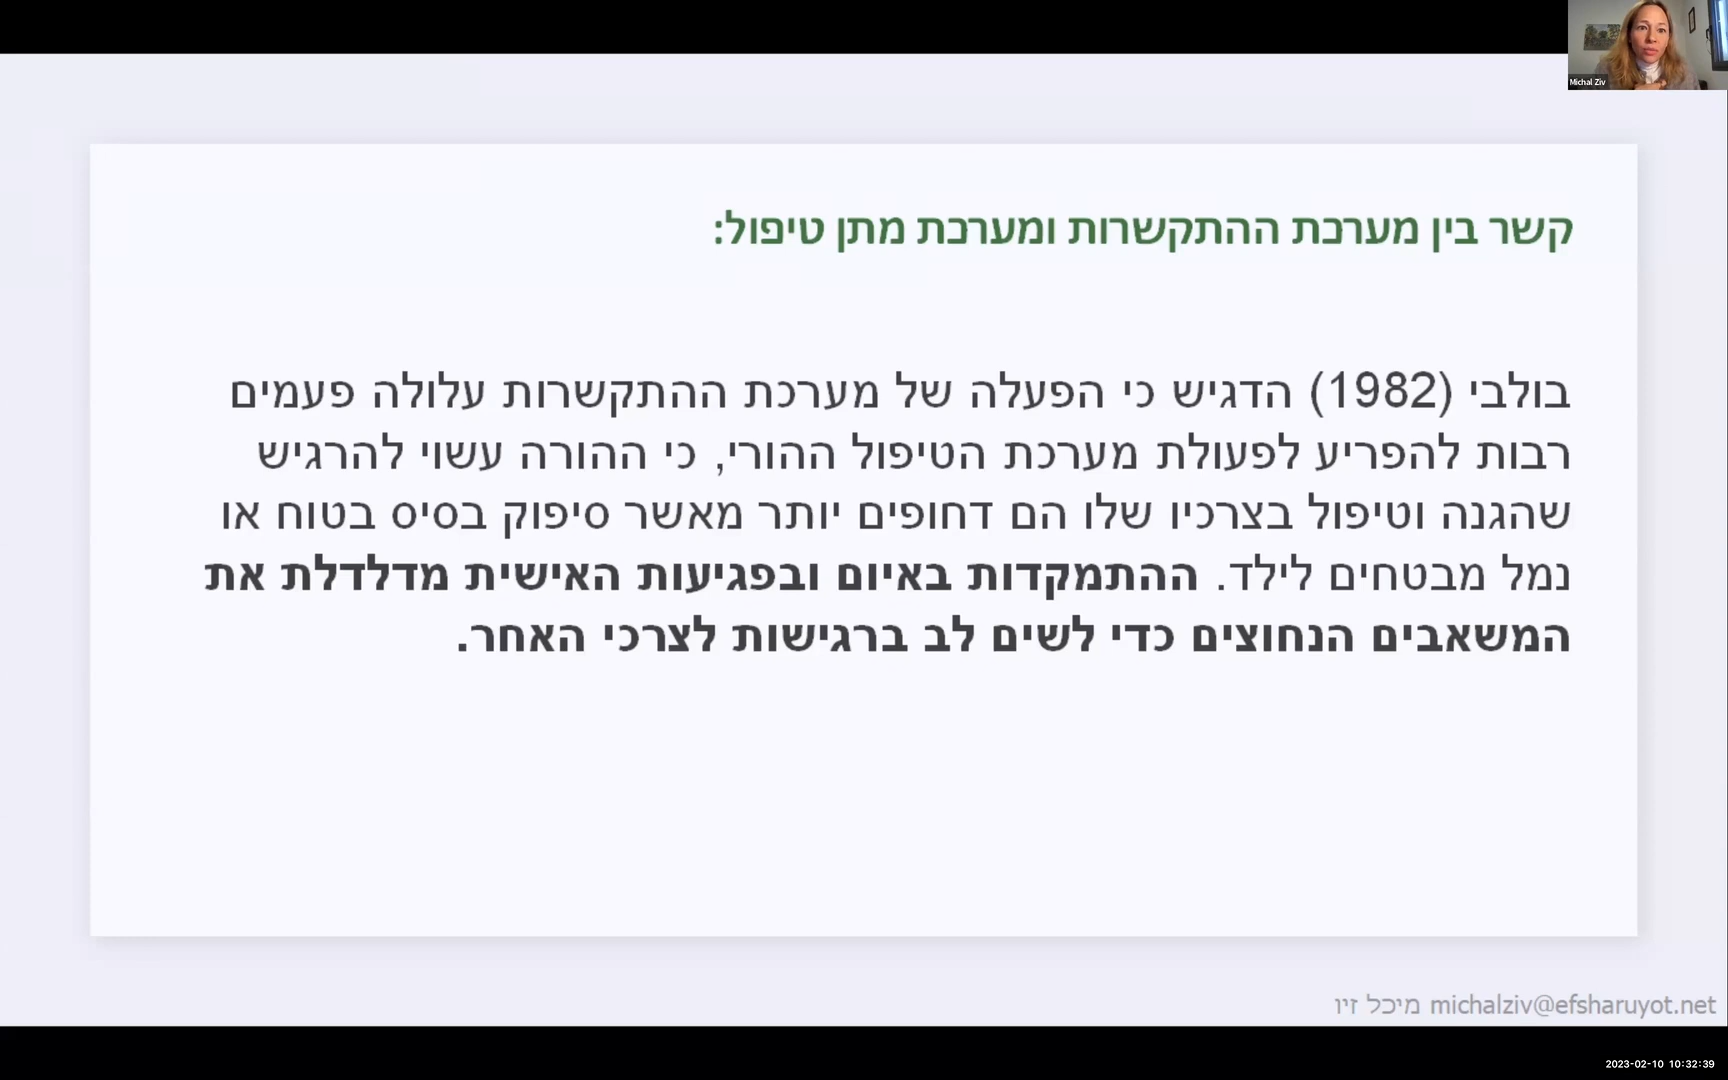 Michal Ziv
קשר בין מערכת ההתקשרות ומערכת מתן טיפול:
בולבי (1982) הדגיש כי הפעלה של מערכת ההתקשרות עלולה פעמים
רבות להפריע לפעולת מערכת הטיפול ההורי, כי ההורה עשוי להרגיש
שהגנה וטיפול בצרכיו שלו הם דחופים יותר מאשר סיפוק בסיס בטוח או
נמל מבטחים לילד. ההתמקדות באיום ובפגיעות האישית מדלדלת את
המשאבים הנחוצים כדי לשים לב ברגישות לצרכי האחר.
מיכל זיו michalziv@efsharuyot.net
2023-02-10 10:32:39